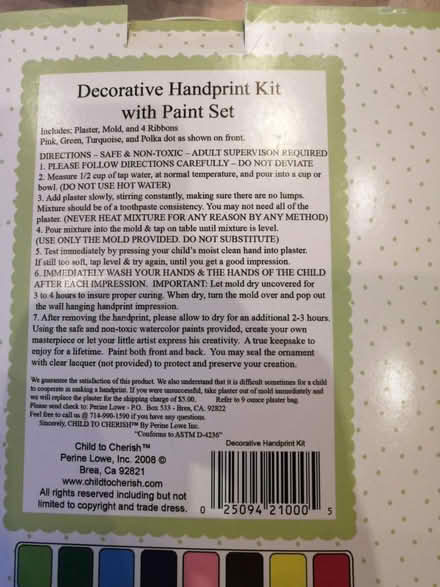 Decorative Handprint Kit
with Paint Set
Includes: Plaster, Mold, and 4 Ribbons
Pink, Green, Turquoise, and Polka dot as shown on front.
DIRECTIONS – SAFE & NON-TOXIC – ADULT SUPERVISON REQUIRED
1. PLEASE FOLLOW DIRECTIONS CAREFULLY – DO NOT DEVIATE
2. Measure 1/2 cup of tap water, at normal temperature, and pour into a cup or
bowl. (DO NOT USE HOT WATER)
3. Add plaster slowly, stirring constantly, making sure there are no lumps.
Mixture should be of a toothpaste consistency. You may not need all of the
plaster. (NEVER HEAT MIXTURE FOR ANY REASON BY ANY METHOD)
4. Pour mixture into the mold & tap on table until mixture is level.
(USE ONLY THE MOLD PROVIDED. DO NOT SUBSTITUTE)
5. Test immediately by pressing your child's moist clean hand into plaster.
If still too soft, tap level & try again, until you get a good impression.
6. IMMEDIATELY WASH YOUR HANDS & THE HANDS OF THE CHILD
AFTER EACH IMPRESSION. IMPORTANT: Let mold dry uncovered for
3 to 4 hours to insure proper curing. When dry, turn the mold over and pop out
the wall hanging handprint impression.
7. After removing the handprint, please allow to dry for an additional 2-3 hours.
Using the safe and non-toxic watercolor paints provided, create your own
masterpiece or let your little artist express his creativity. A true keepsake to
enjoy for a lifetime. Paint both front and back. You may seal the ornament
with clear lacquer (not provided) to protect and preserve your creation.
We guarantee the satisfaction of this product. We also understand that it is difficult sometimes for a child
to cooperate in making a handprint. If you were unsuccessful, take plaster out of mold immediately and
we will replace the plaster for the shipping charge of $5.00. Refer to 9 ounce plaster bag.
Please send check to: Perine Lowe - P.O. Box 533 - Brea, CA. 92822
Feel free to call us @ 714-990-1590 if you have any questions.
Sincerely, CHILD TO CHERISH™ By Perine Lowe Inc.
"Conforms to ASTM D-4236"
Child to Cherish™
Perine Lowe, Inc. 2008 ©
Brea, Ca 92821
www.childtocherish.com
All rights reserved including but not
limited to copyright and trade dress.
Decorative Handprint Kit
0 25094 21000 5